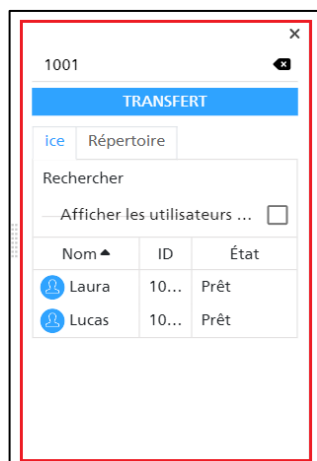 1001
TRANSFERT
ice Répertoire
Rechercher
Afficher les utilisateurs ...
Nom ID État
Laura 10... Prêt
Lucas 10... Prêt